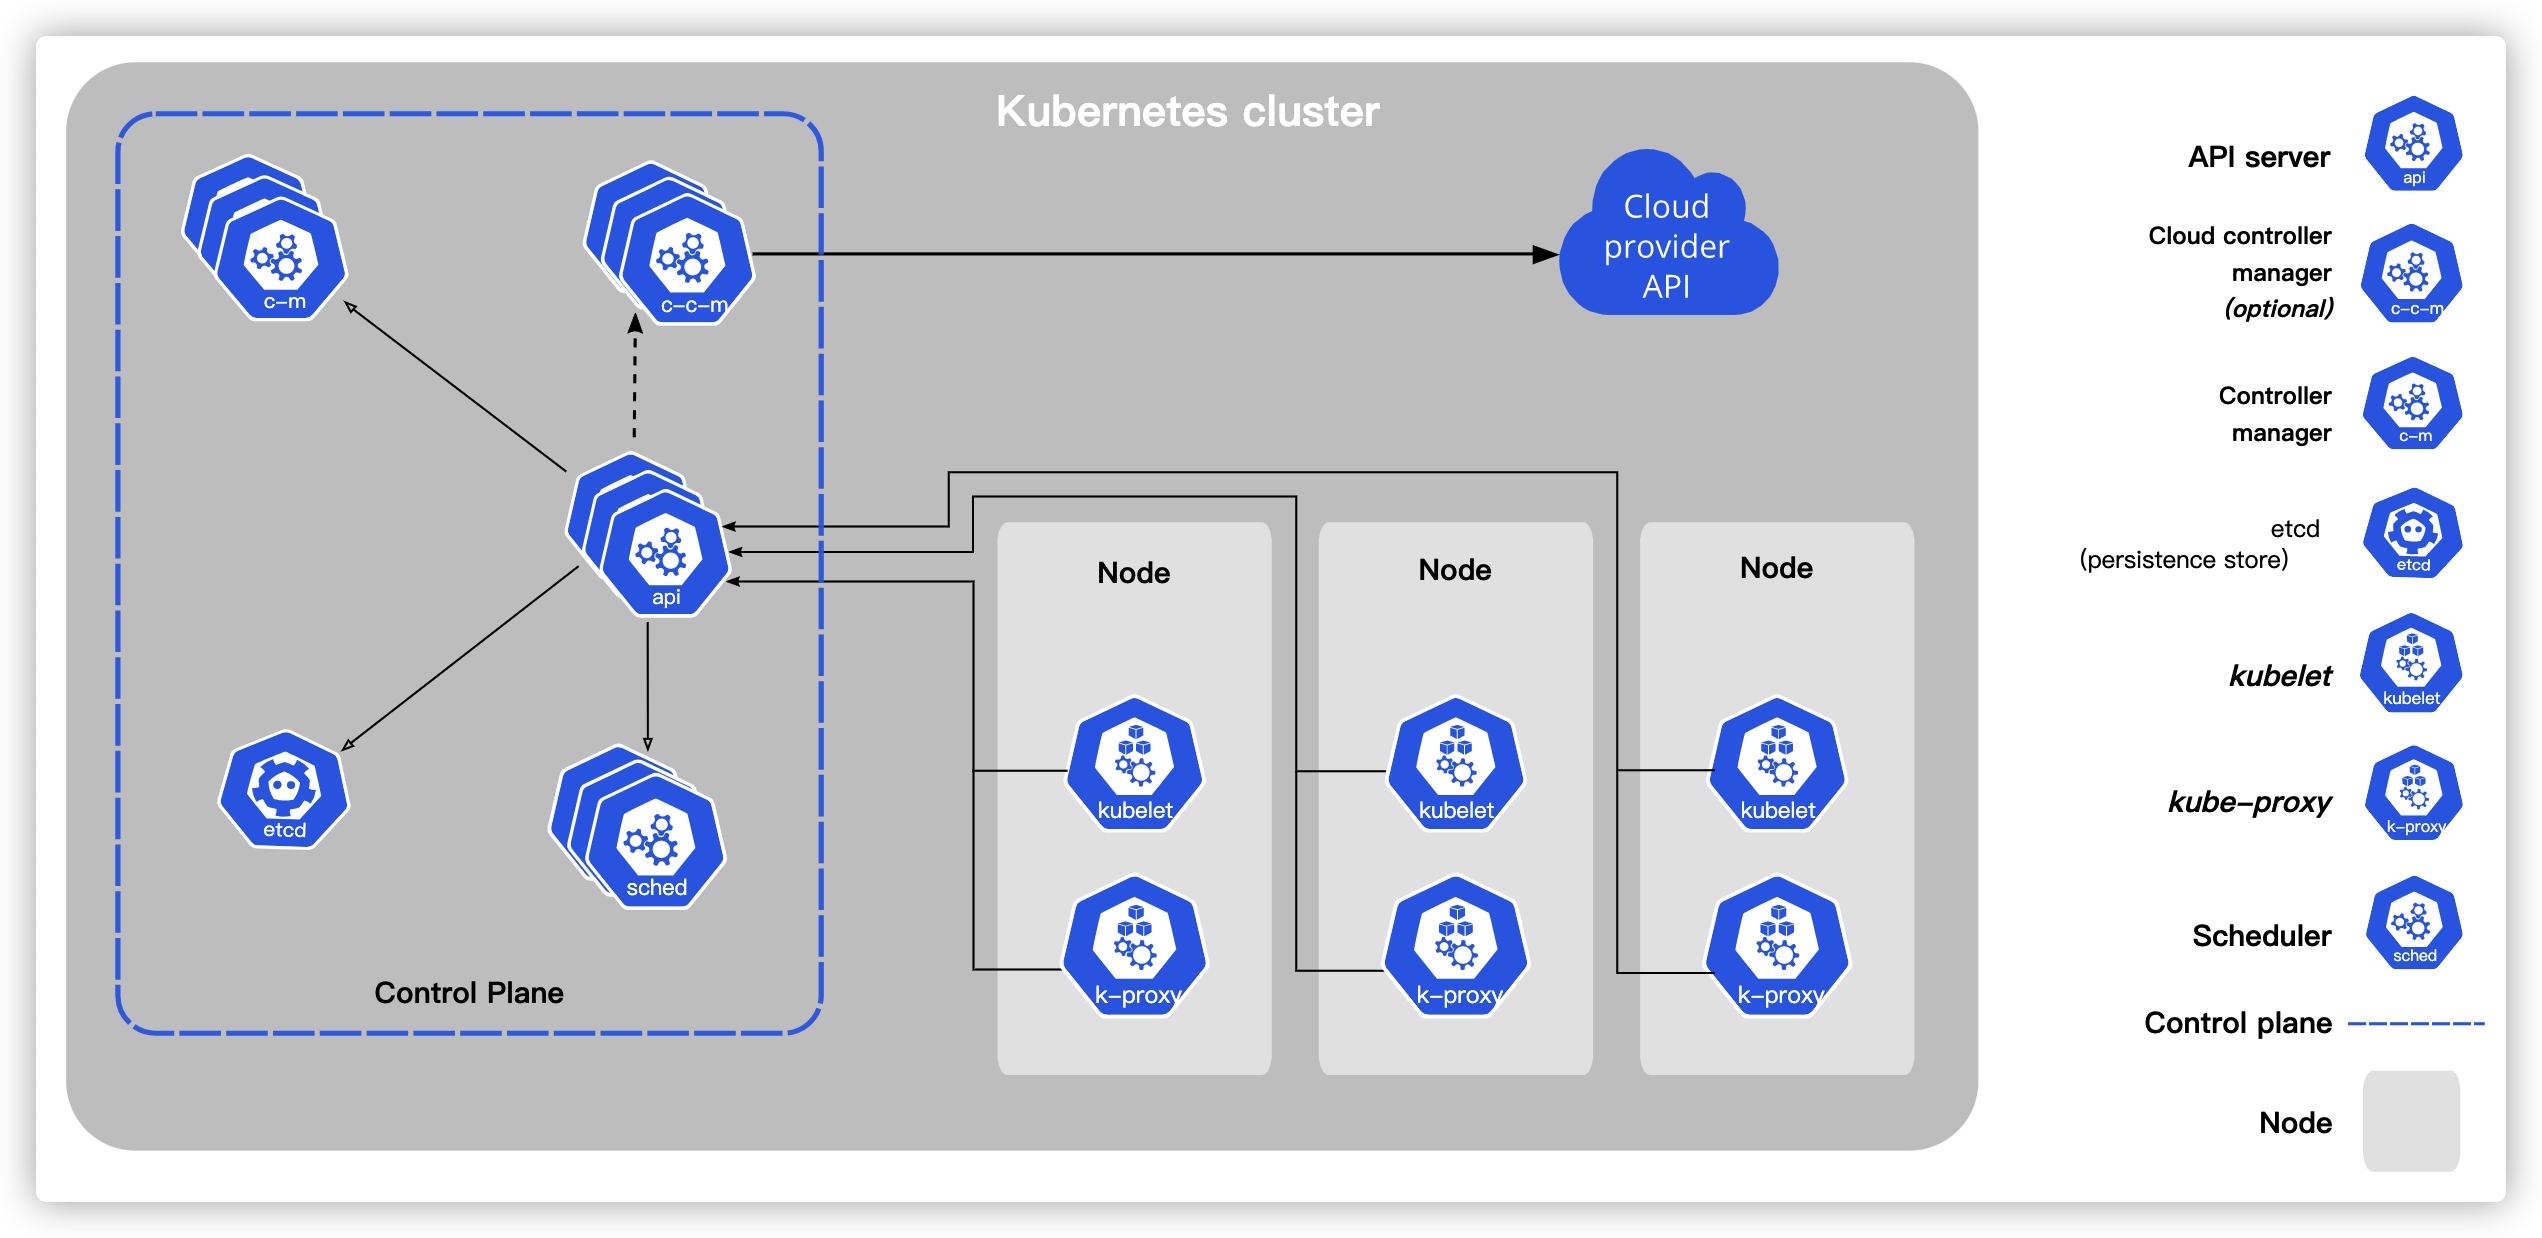 Kubernetes cluster
c-m
c-c-m
Cloud
provider
API
api
etcd
sched
Control Plane
Node
kubelet
k-proxy
Node
kubelet
k-proxy
Node
kubelet
k-proxy
API server
api
Cloud controller
manager
(optional)
c-c-m
Controller
manager
c-m
etcd
(persistence store)
etcd
kubelet
kubelet
kube-proxy
k-proxy
Scheduler
sched
Control plane
Node